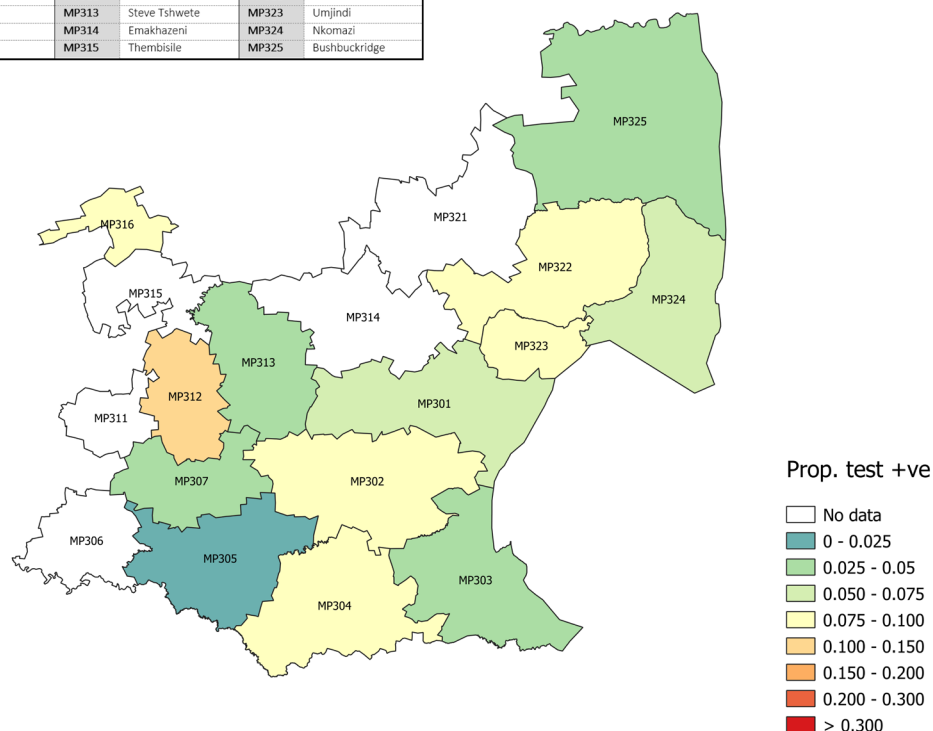 MP313 Steve Tshwete MP323 Umjindi
MP314 Emakhazeni MP324 Nkomazi
MP315 Thembisile MP325 Bushbuckridge
MP325
MP321
MP316
MP322
MP315
MP324
MP314
MP323
MP313
MP312
MP301
MP311
MP307
MP302
MP306
MP305
MP303
MP304
Prop. test +ve
No data
0 - 0.025
0.025 - 0.05
0.050 - 0.075
0.075 - 0.100
0.100 - 0.150
0.150 - 0.200
0.200 - 0.300
> 0.300